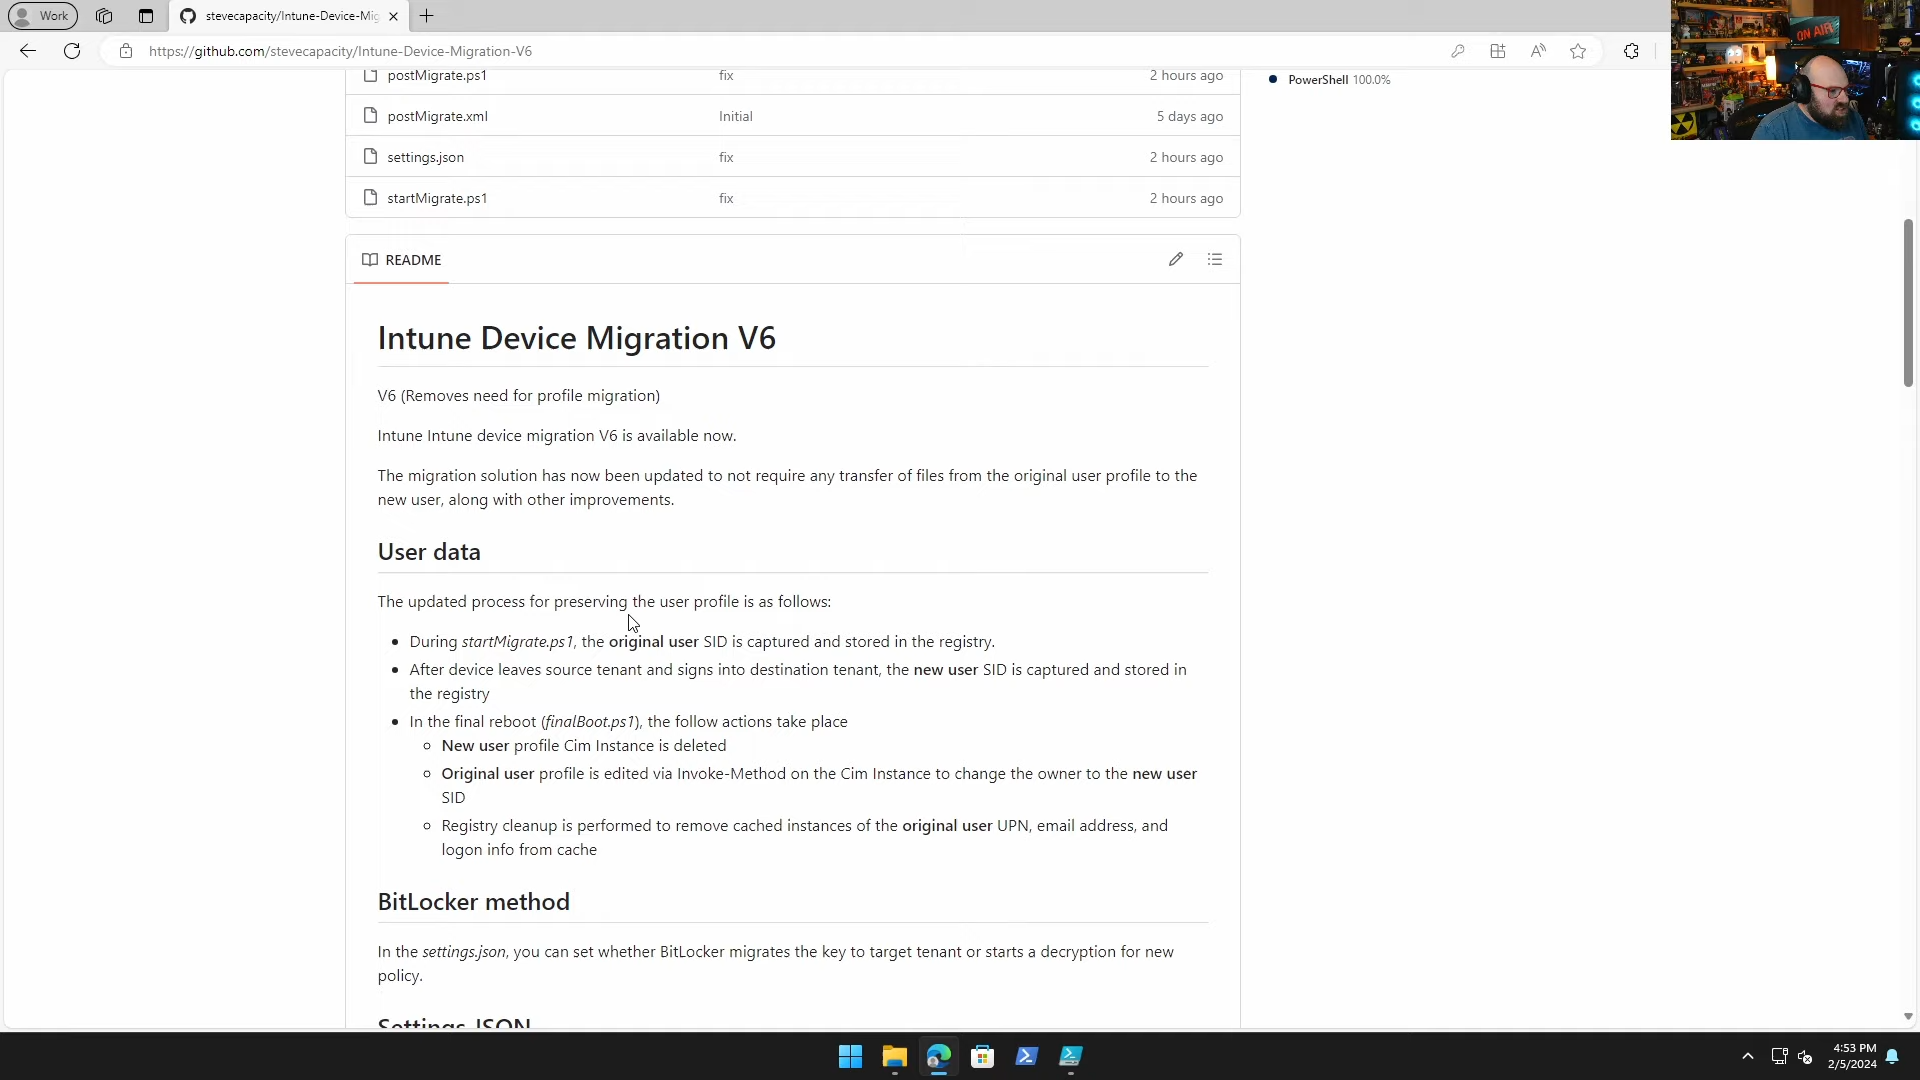 Work
stevecapacity/Intune-Device-Mig
https://github.com/stevecapacity/Intune-Device-Migration-V6
ON AIR
postMigrate.ps1 fix 2 hours ago
PowerShell 100.0%
postMigrate.xml Initial 5 days ago
settings.json fix 2 hours ago
startMigrate.ps1 fix 2 hours ago
README
Intune Device Migration V6
V6 (Removes need for profile migration)
Intune Intune device migration V6 is available now.
The migration solution has now been updated to not require any transfer of files from the original user profile to the
new user, along with other improvements.
User data
The updated process for preserving the user profile is as follows:
• During startMigrate.ps1, the original user SID is captured and stored in the registry.
• After device leaves source tenant and signs into destination tenant, the new user SID is captured and stored in
the registry
• In the final reboot (finalBoot.ps1), the follow actions take place
○ New user profile Cim Instance is deleted
○ Original user profile is edited via Invoke-Method on the Cim Instance to change the owner to the new user
SID
○ Registry cleanup is performed to remove cached instances of the original user UPN, email address, and
logon info from cache
BitLocker method
In the settings.json, you can set whether BitLocker migrates the key to target tenant or starts a decryption for new
policy.
Settings JSON
4:53 PM
2/5/2024